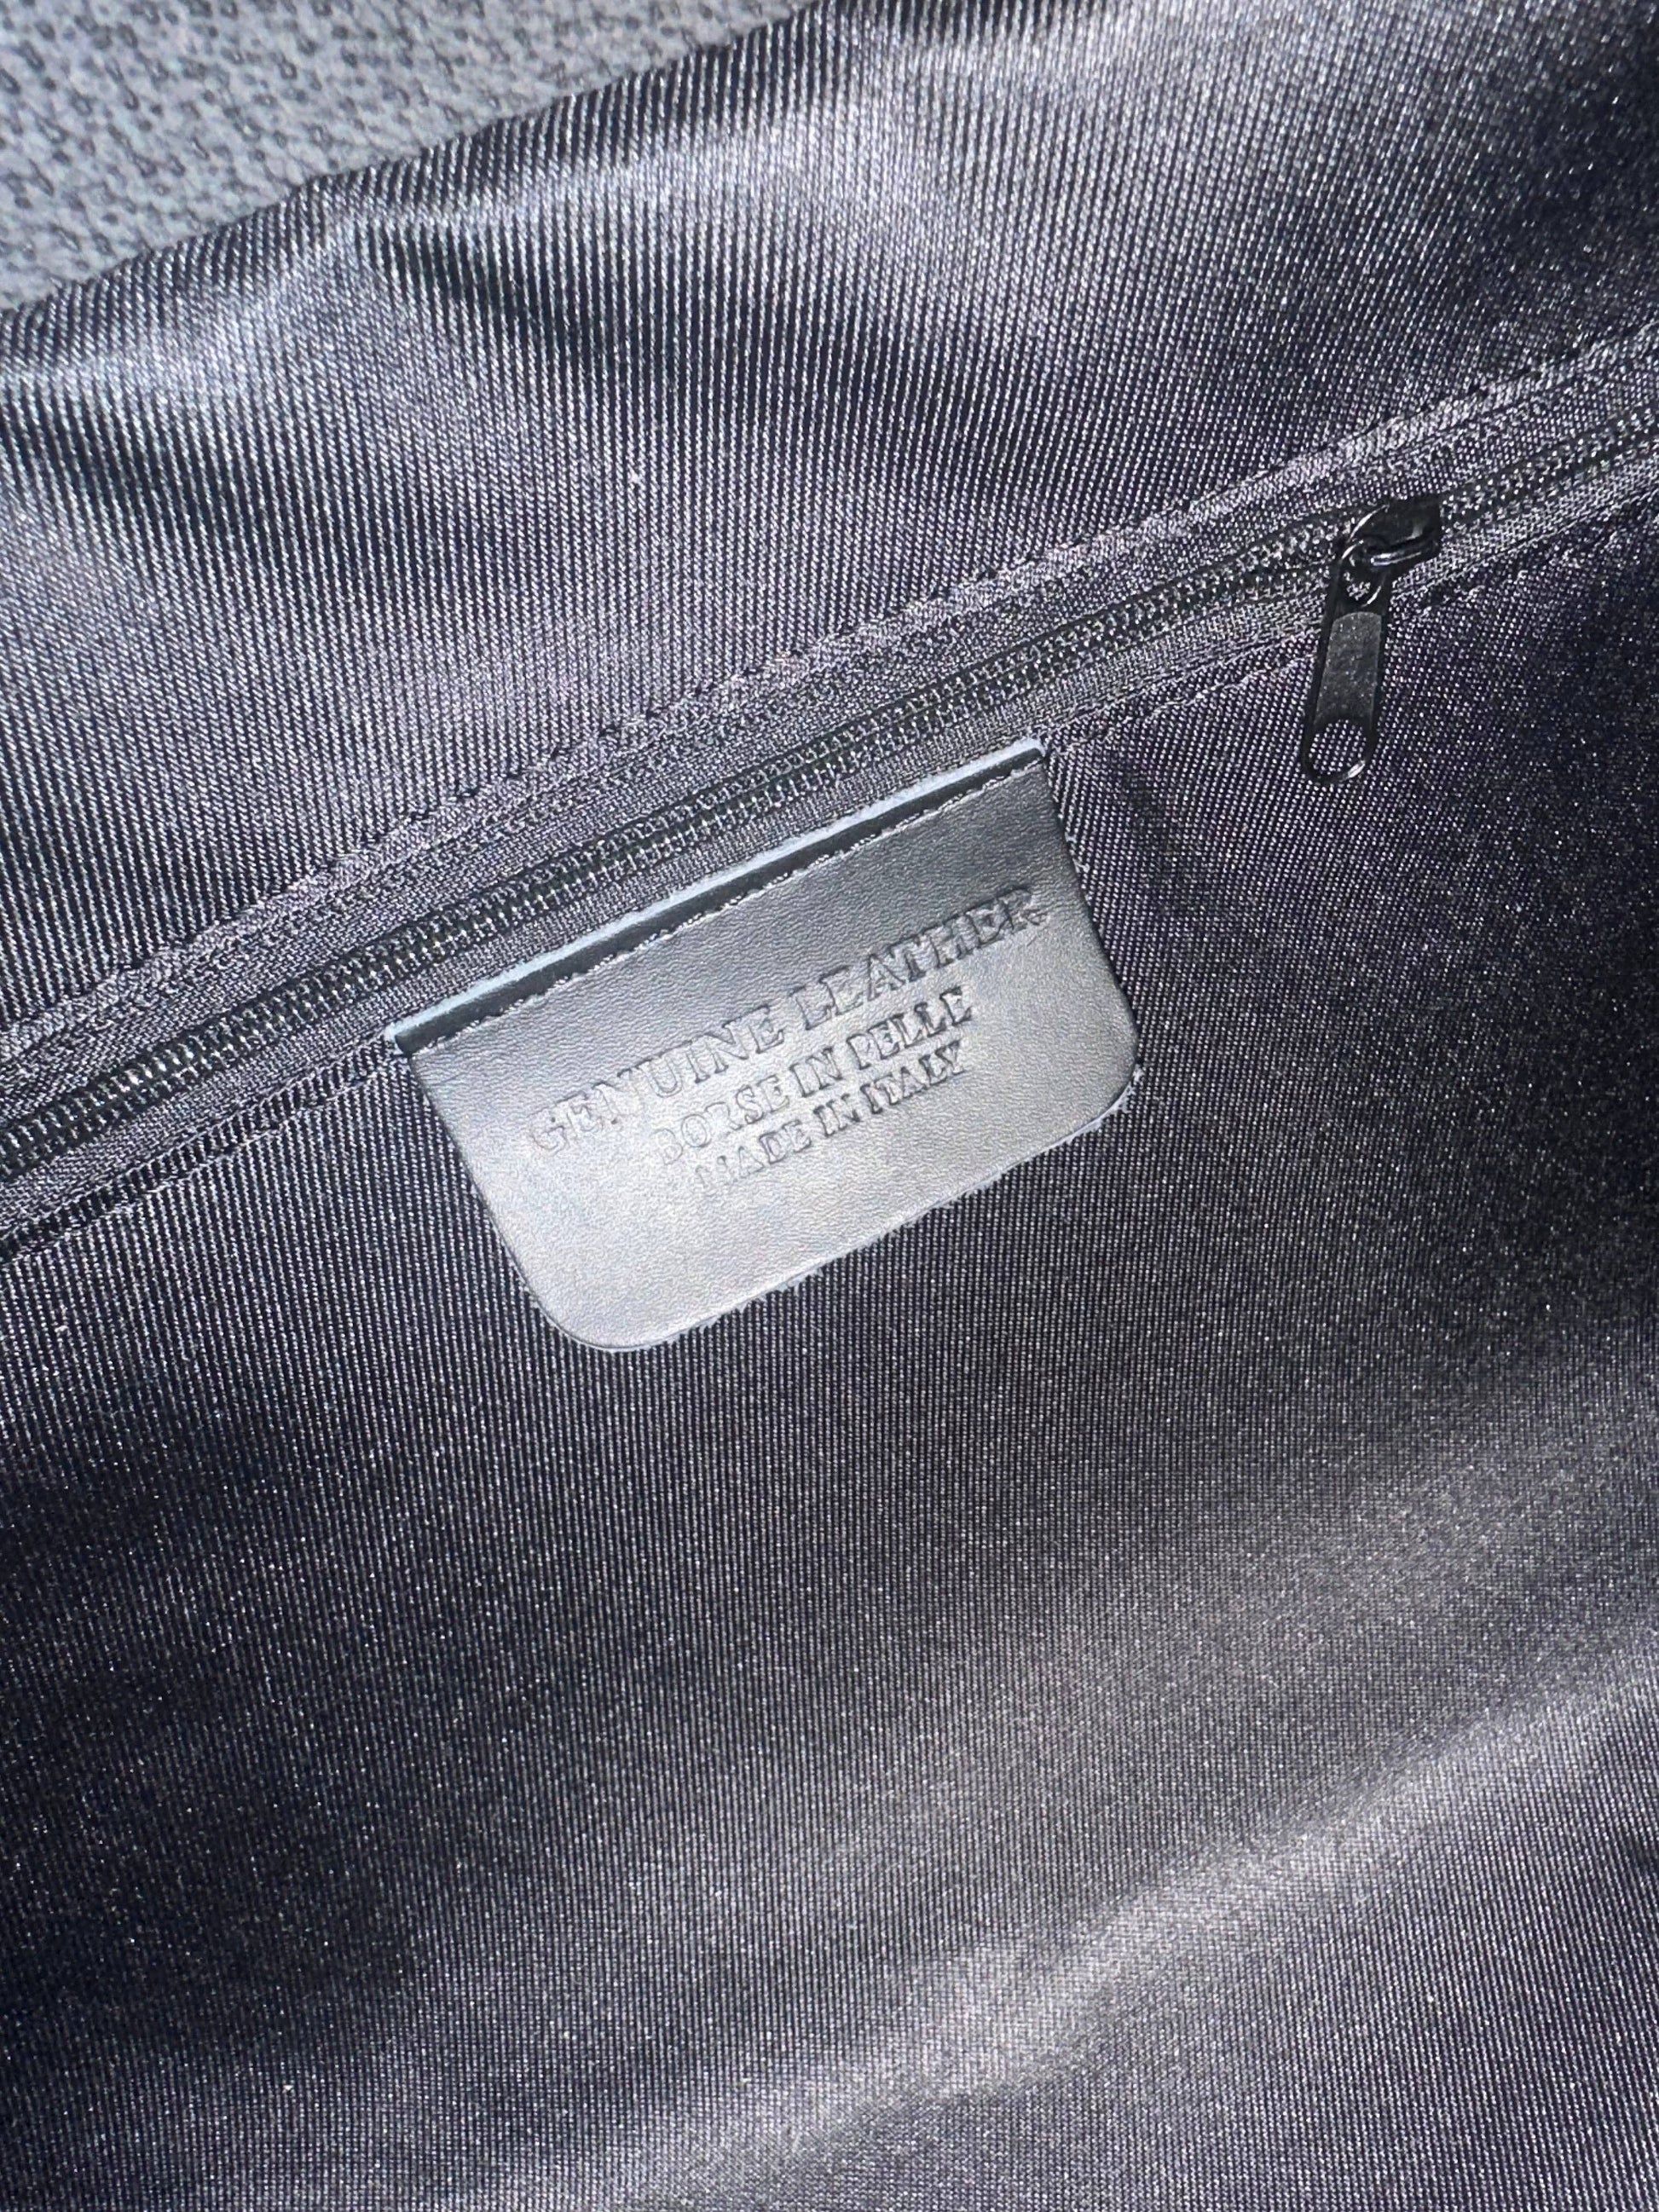 GENUINE LEATHER
BORSE IN PELLE
MADE IN ITALY